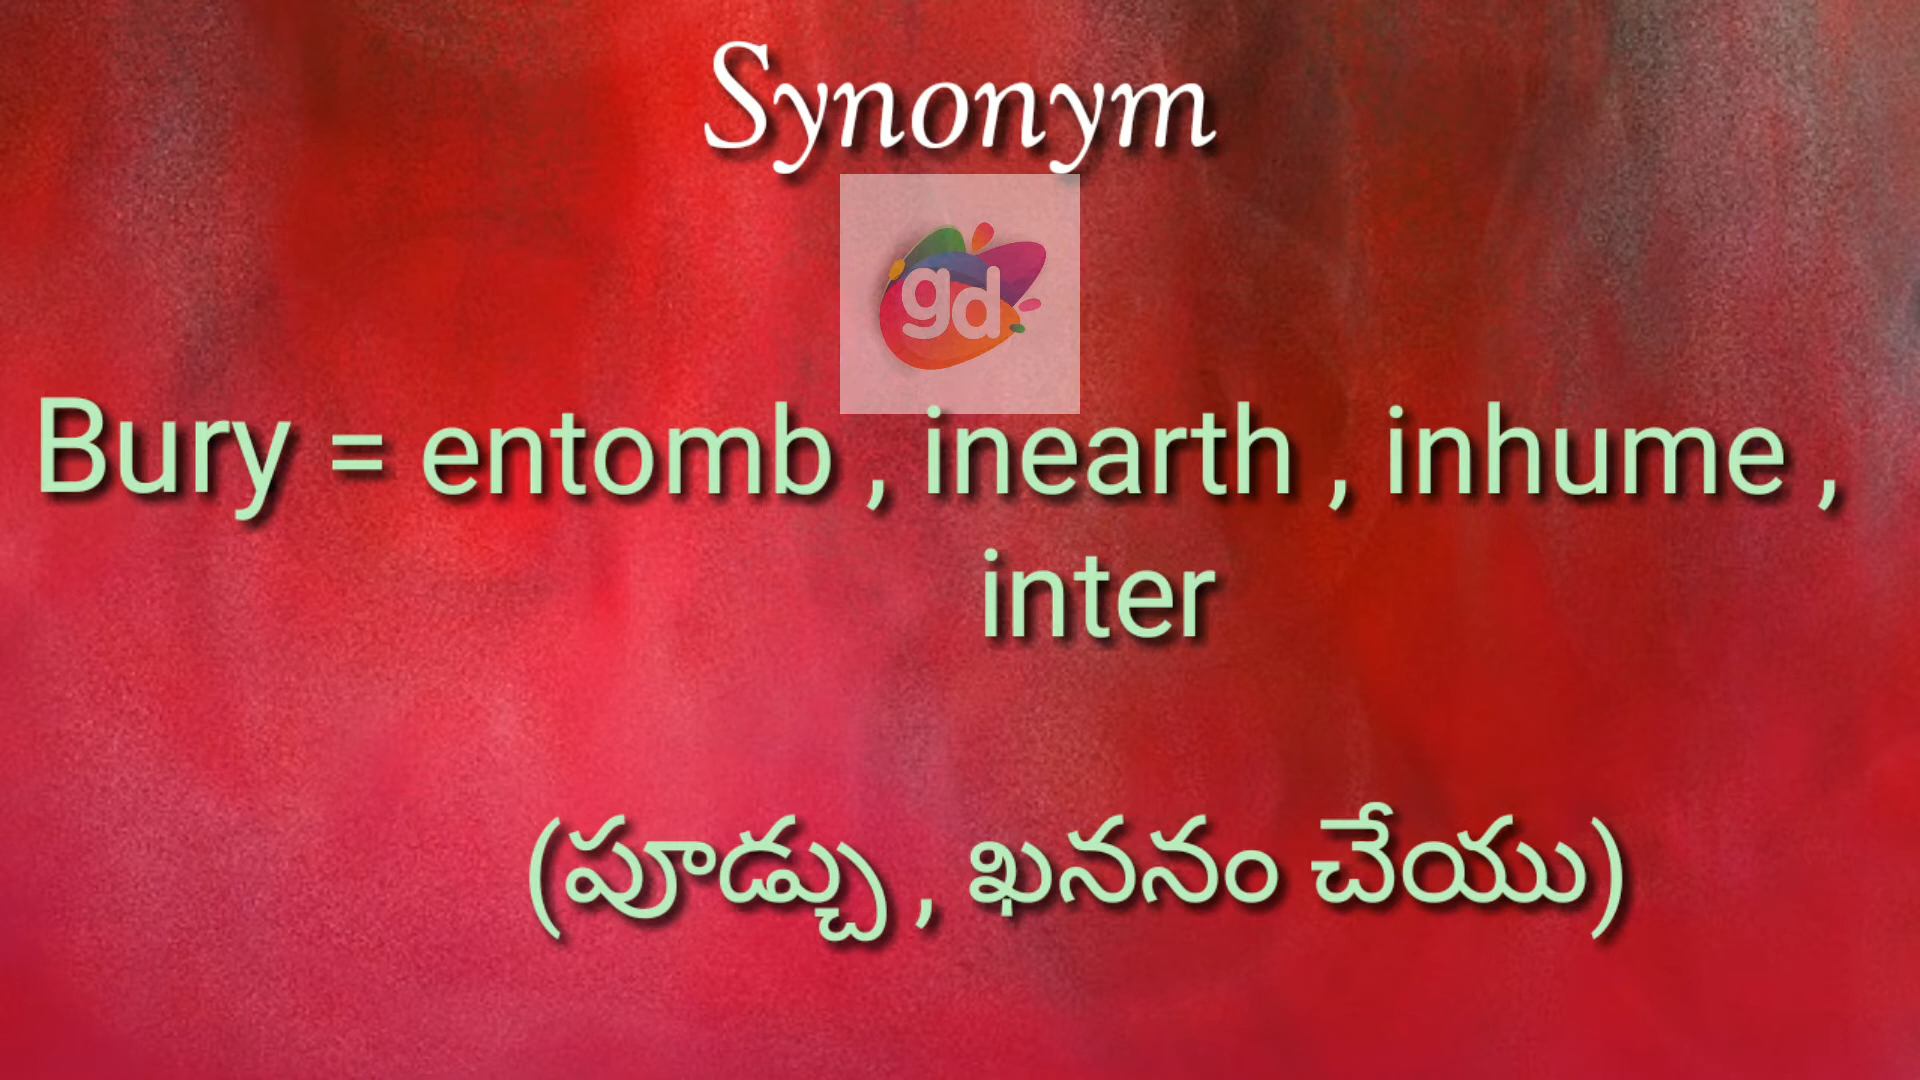 Synonym
gd
Bury = entomb , inearth , inhume ,
inter
(పూడ్చు , ఖననం చేయు)